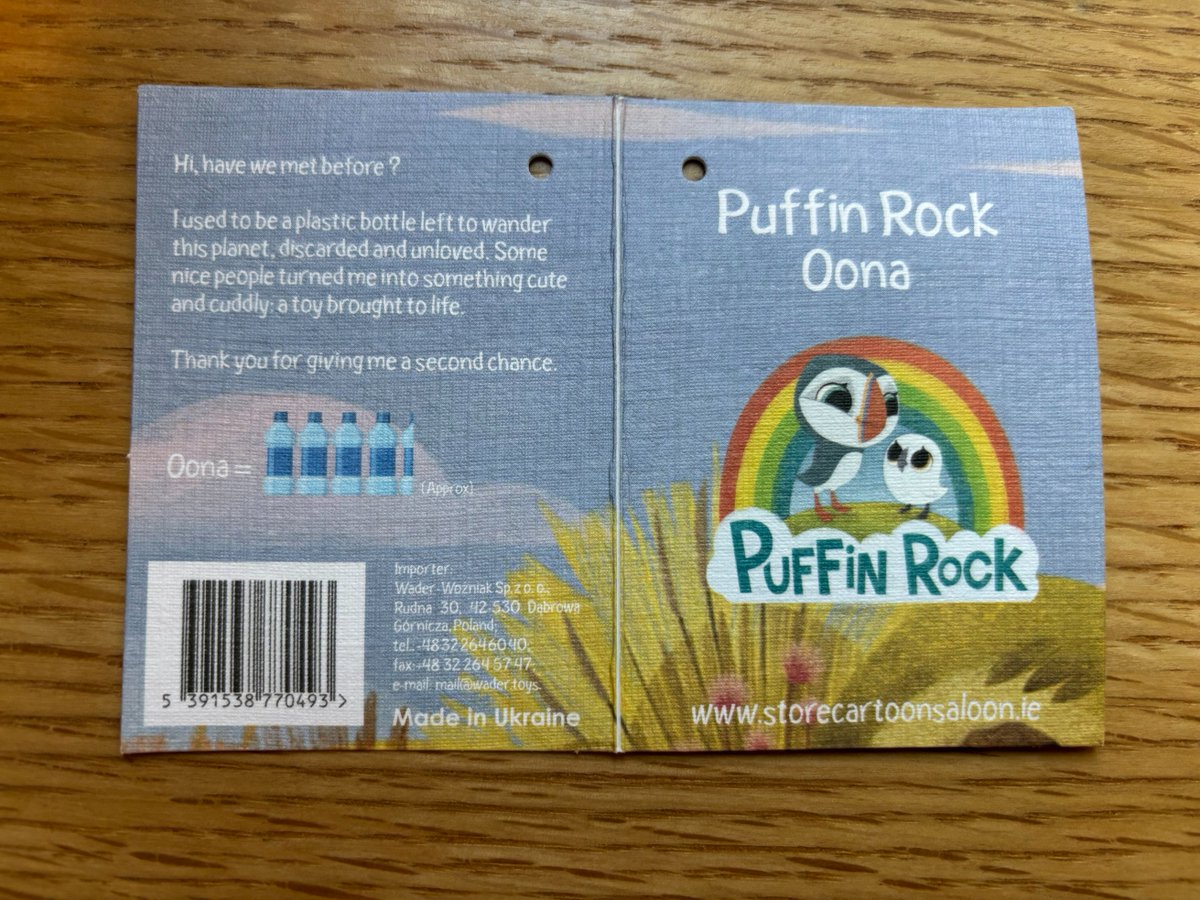 Hi, have we met before ?
I used to be a plastic bottle left to wander
this planet, discarded and unloved. Some
nice people turned me into something cute
and cuddly: a toy brought to life.
Thank you for giving me a second chance.
Oona =
(Approx)
5 391538 770493 >
Importer:
Wader-Woźniak Sp. z o. o.,
Rudna 30, 42-530 Dąbrowa
Górnicza, Poland;
tel.:+48 32 264 60 40,
fax:+48 32 264 57 47,
e-mail: mail@wader.toys
Made in Ukraine
Puffin Rock
Oona
PUFFiN ROCK
www.storecartoonsaloon.ie